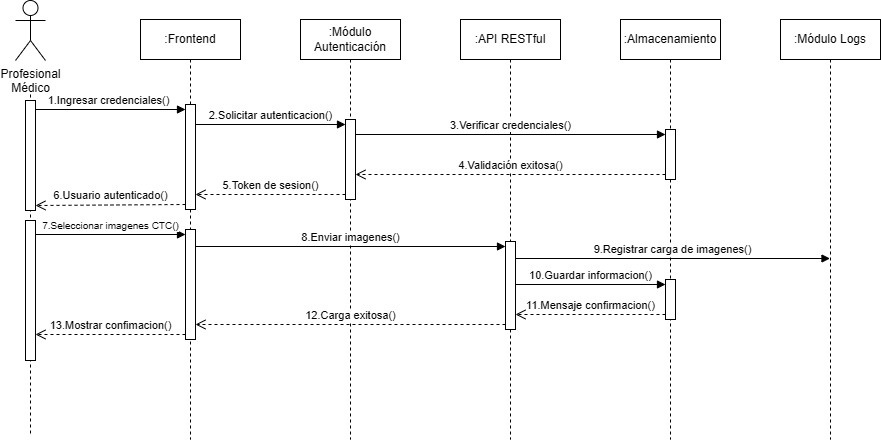 :Frontend
:Módulo
Autenticación
:API RESTful
:Almacenamiento
:Módulo Logs
Profesional
Médico
1.Ingresar credenciales()
2.Solicitar autenticacion()
3.Verificar credenciales()
4.Validación exitosa()
5.Token de sesion()
6.Usuario autenticado()
7.Seleccionar imagenes CTC()
8.Enviar imagenes()
9.Registrar carga de imagenes()
10.Guardar informacion()
11.Mensaje confirmacion()
12.Carga exitosa()
13.Mostrar confimacion()